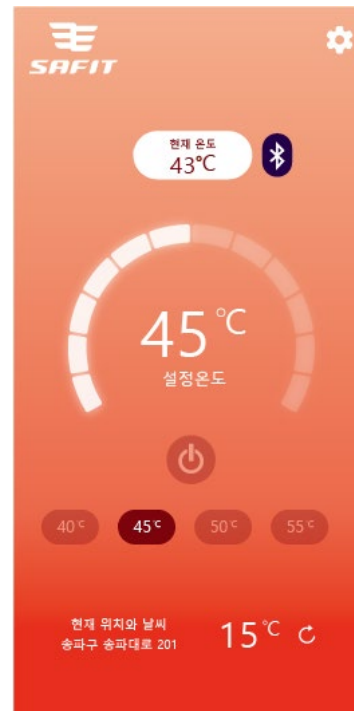 SAFIT
현재 온도
43℃
45℃
설정온도
40℃ 45℃ 50℃ 55℃
현재 위치와 날씨
송파구 송파대로 201
15℃